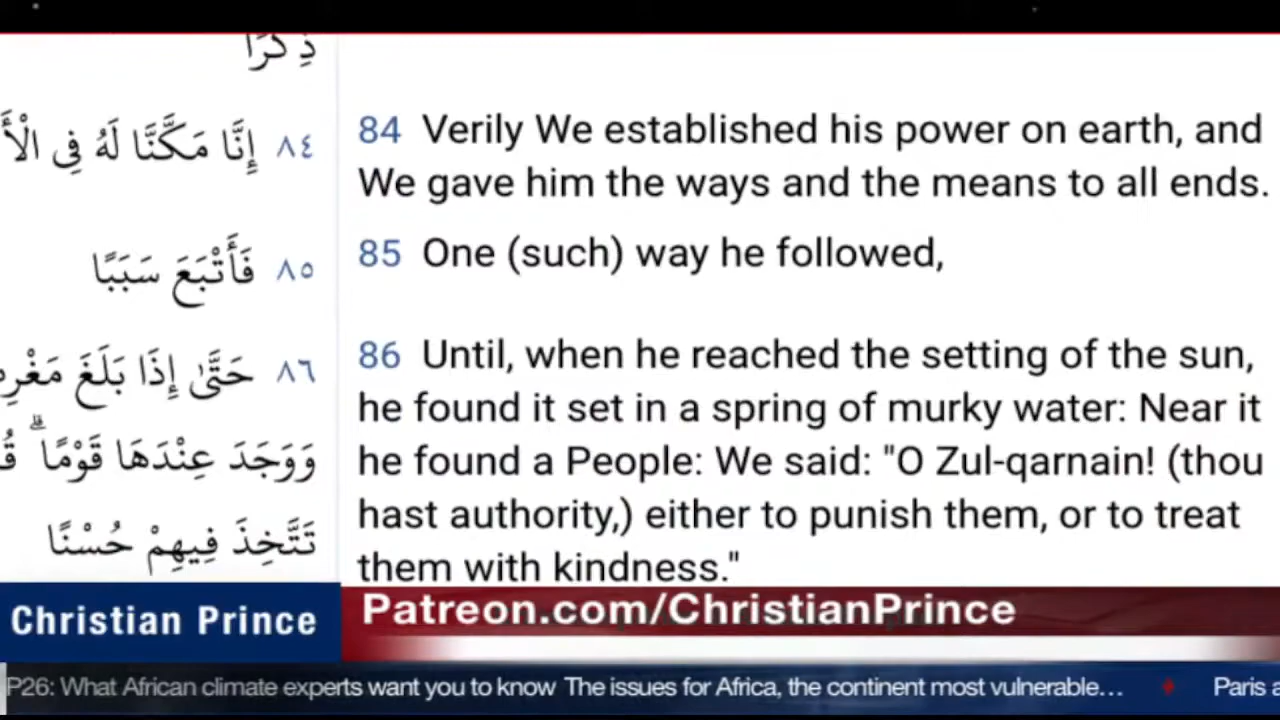 ذِكْرًا
٨٤ إِنَّا مَكَّنَّا لَهُ فِي
84 Verily We established his power on earth, and
We gave him the ways and the means to all ends.
٨٥ فَأَتْبَعَ سَبَبًا
85 One (such) way he followed,
٨٦ حَتَّىٰ إِذَا بَلَغَ
وَوَجَدَ عِنْدَهَا قَوْمًا ۗ
تَتَّخِذَ فِيهِمْ حُسْنًا
86 Until, when he reached the setting of the sun,
he found it set in a spring of murky water: Near it
he found a People: We said: "O Zul-qarnain! (thou
hast authority,) either to punish them, or to treat
them with kindness."
Christian Prince
Patreon.com/ChristianPrince
P26: What African climate experts want you to know The issues for Africa, the continent most vulnerable… Paris